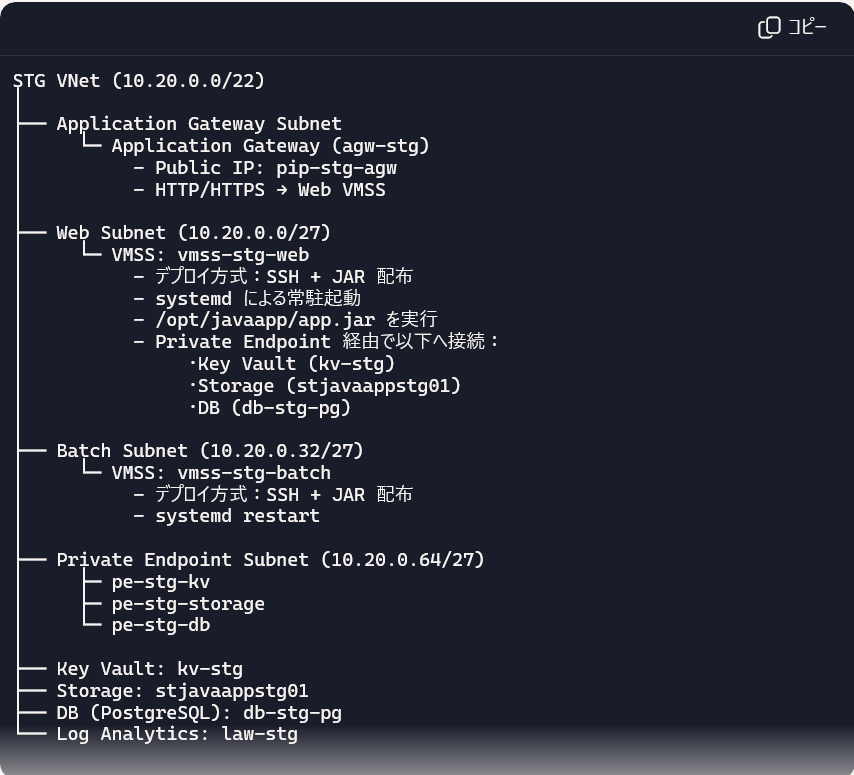 コピー
STG VNet (10.20.0.0/22)
Application Gateway Subnet
Application Gateway (agw-stg)
- Public IP: pip-stg-agw
- HTTP/HTTPS → Web VMSS
Web Subnet (10.20.0.0/27)
VMSS: vmss-stg-web
- デプロイ方式：SSH + JAR 配布
- systemd による常駐起動
- /opt/javaapp/app.jar を実行
- Private Endpoint 経由で以下へ接続：
・Key Vault (kv-stg)
・Storage (stjavaappstg01)
・DB (db-stg-pg)
Batch Subnet (10.20.0.32/27)
VMSS: vmss-stg-batch
- デプロイ方式：SSH + JAR 配布
- systemd restart
Private Endpoint Subnet (10.20.0.64/27)
pe-stg-kv
pe-stg-storage
pe-stg-db
Key Vault: kv-stg
Storage: stjavaappstg01
DB (PostgreSQL): db-stg-pg
Log Analytics: law-stg